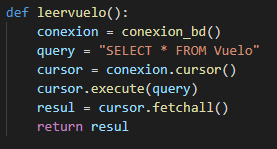 def leervuelo():
    conexion = conexion_bd()
    query = "SELECT * FROM Vuelo"
    cursor = conexion.cursor()
    cursor.execute(query)
    resul = cursor.fetchall()
    return resul